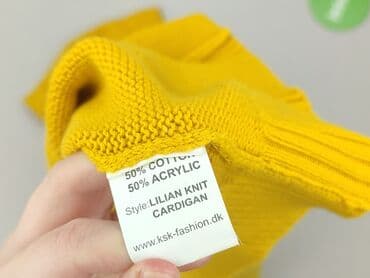 50% COTTON
50% ACRYLIC
Style: LILIAN KNIT
CARDIGAN
www.ksk-fashion.dk